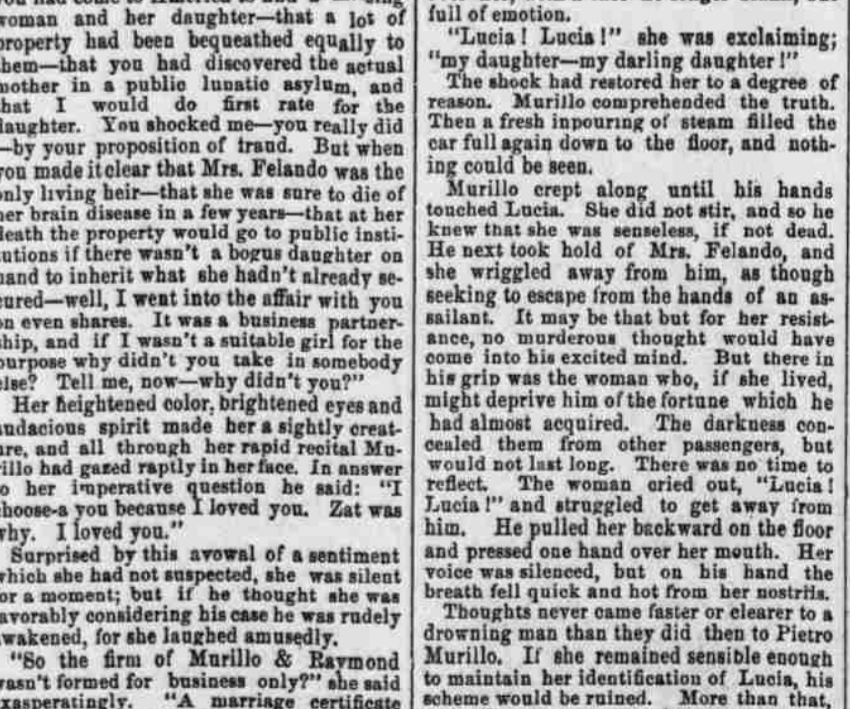 woman and her daughter—that a lot of
property had been bequeathed equally to
them—that you had discovered the actual
mother in a public lunatic asylum, and
that I would do first rate for the
daughter. You shocked me—you really did
—by your proposition of fraud. But when
you made it clear that Mrs. Felando was the
only living heir—that she was sure to die of
her brain disease in a few years—that at her
death the property would go to public insti-
tutions if there wasn't a bogus daughter on
hand to inherit what she hadn't already se-
cured—well, I went into the affair with you
on even shares. It was a business partner-
ship, and if I wasn't a suitable girl for the
purpose why didn't you take in somebody
else? Tell me, now—why didn't you?"
Her heightened color, brightened eyes and
audacious spirit made her a sightly creat-
ure, and all through her rapid recital Mu-
rillo had gazed raptly in her face. In answer
to her imperative question he said: "I
choose-a you because I loved you. Zat was
why. I loved you."
Surprised by this avowal of a sentiment
which she had not suspected, she was silent
for a moment; but if he thought she was
favorably considering his case he was rudely
awakened, for she laughed amusedly.
"So the firm of Murillo & Raymond
wasn't formed for business only?" she said
exasperatingly. "A marriage certificate
full of emotion.
"Lucia! Lucia!" she was exclaiming;
"my daughter—my darling daughter!"
The shock had restored her to a degree of
reason. Murillo comprehended the truth.
Then a fresh inpouring of steam filled the
car full again down to the floor, and noth-
ing could be seen.
Murillo crept along until his hands
touched Lucia. She did not stir, and so he
knew that she was senseless, if not dead.
He next took hold of Mrs. Felando, and
she wriggled away from him, as though
seeking to escape from the hands of an as-
sailant. It may be that but for her resist-
ance, no murderous thought would have
come into his excited mind. But there in
his grip was the woman who, if she lived,
might deprive him of the fortune which he
had almost acquired. The darkness con-
cealed them from other passengers, but
would not last long. There was no time to
reflect. The woman cried out, "Lucia!
Lucia!" and struggled to get away from
him. He pulled her backward on the floor
and pressed one hand over her mouth. Her
voice was silenced, but on his hand the
breath fell quick and hot from her nostrils.
Thoughts never came faster or clearer to a
drowning man than they did then to Pietro
Murillo. If she remained sensible enough
to maintain her identification of Lucia, his
scheme would be ruined. More than that,